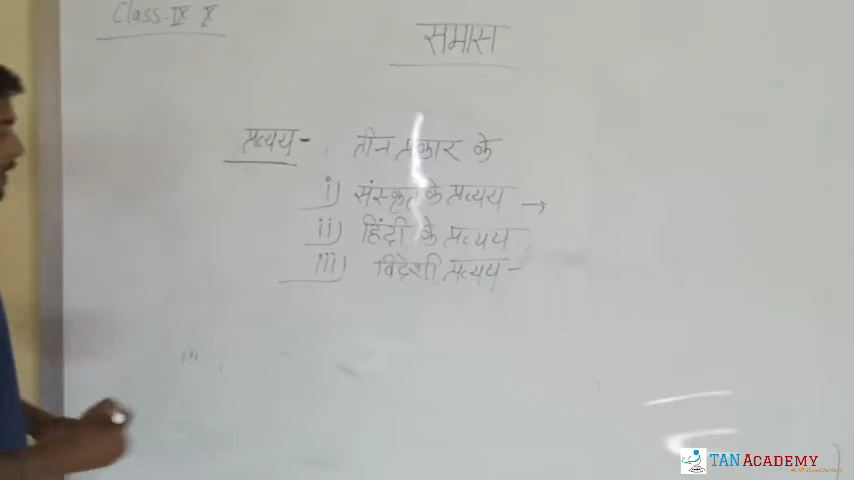 Class-IX X
समास
प्रत्यय- तीन प्रकार के
i) संस्कृत के प्रत्यय →
ii) हिंदी के प्रत्यय
iii) विदेशी प्रत्यय-
TAN ACADEMY